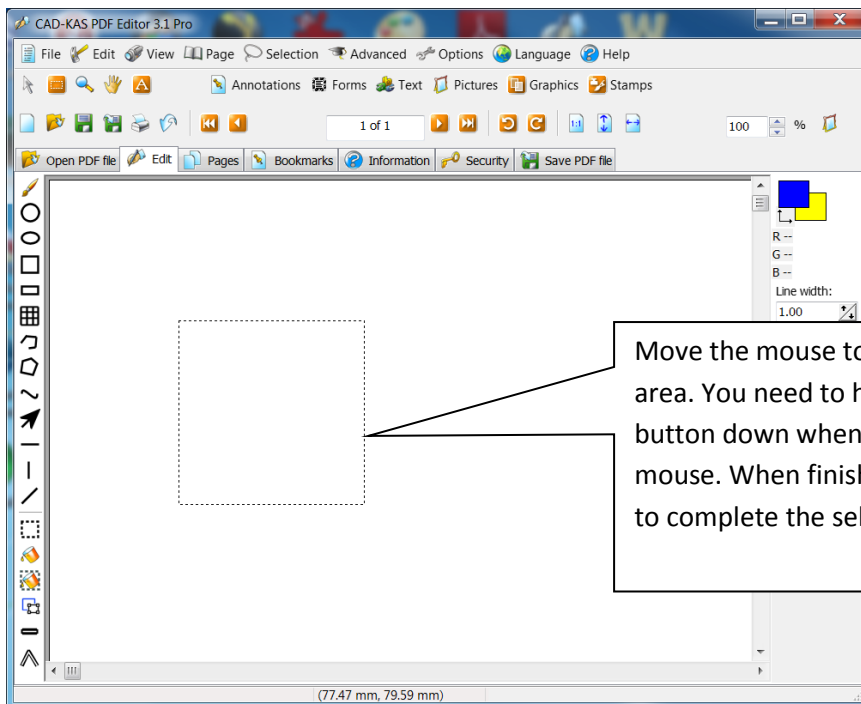 CAD-KAS PDF Editor 3.1 Pro
File Edit View Page Selection Advanced Options Language Help
A Annotations Forms Text Pictures Graphics Stamps
1 of 1 1:1 100 %
Open PDF file Edit Pages Bookmarks Information Security Save PDF file
R --
G --
B --
Line width:
1.00
Move the mouse to
area. You need to h
button down when
mouse. When finish
to complete the sel
(77.47 mm, 79.59 mm)